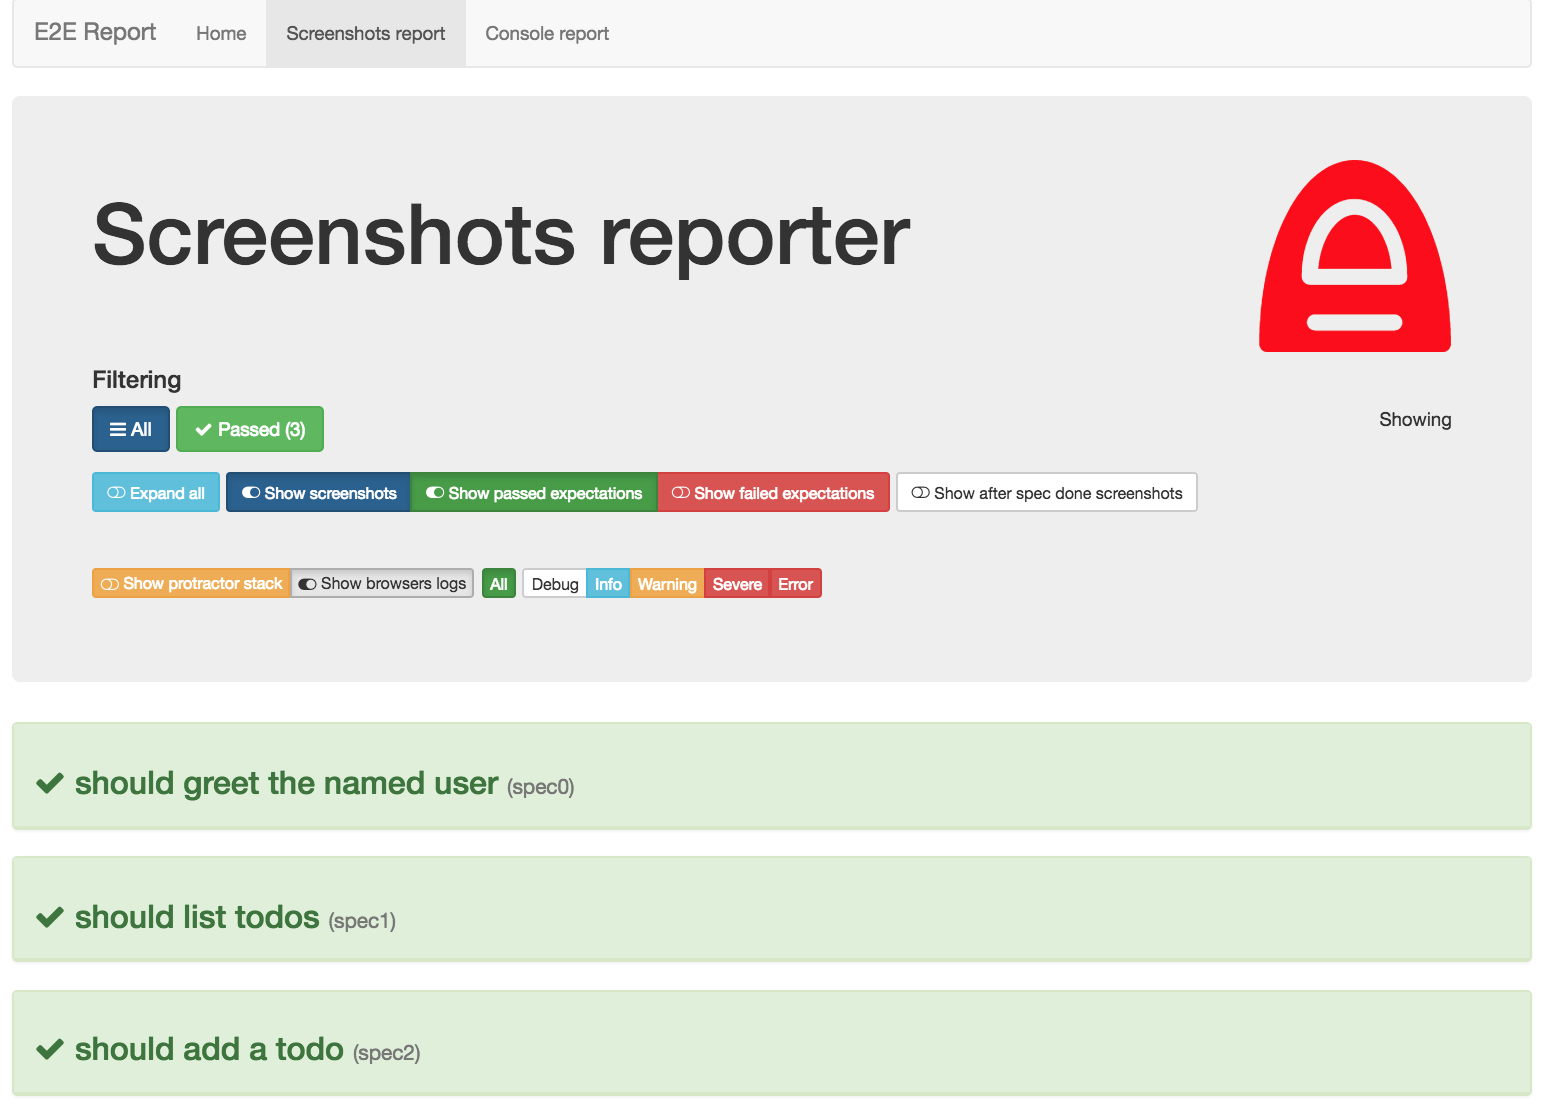 E2E Report Home Screenshots report Console report
Screenshots reporter
Filtering
All Passed (3) Showing
Expand all Show screenshots Show passed expectations Show failed expectations Show after spec done screenshots
Show protractor stack Show browsers logs All Debug Info Warning Severe Error
should greet the named user (spec0)
should list todos (spec1)
should add a todo (spec2)